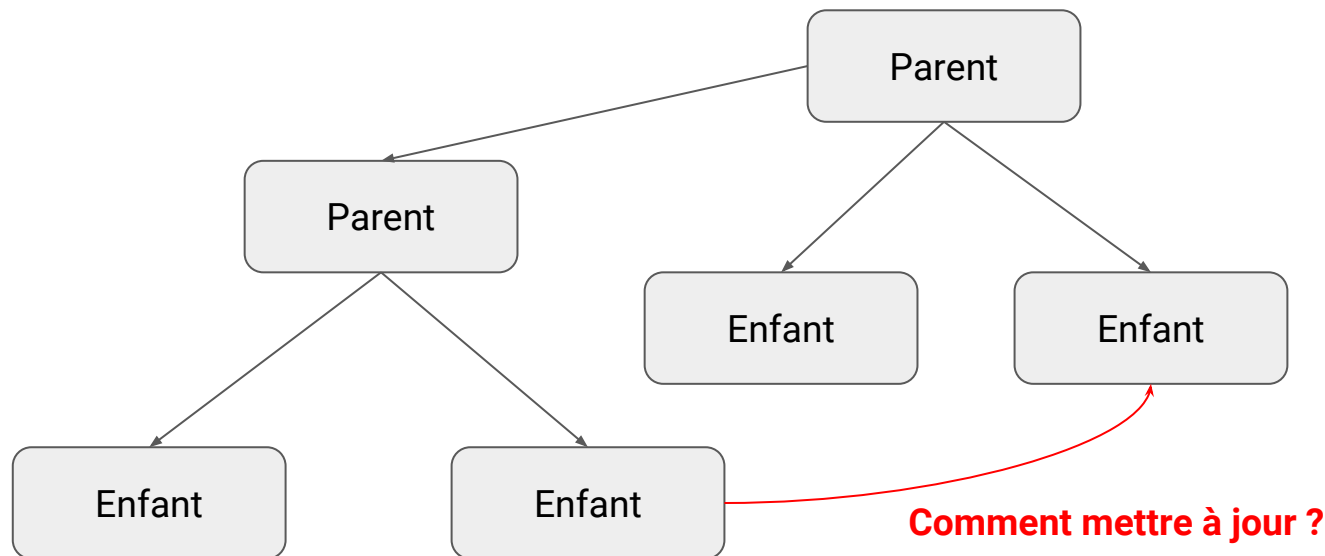 Parent
Parent
Enfant
Enfant
Enfant
Enfant
Comment mettre à jour ?